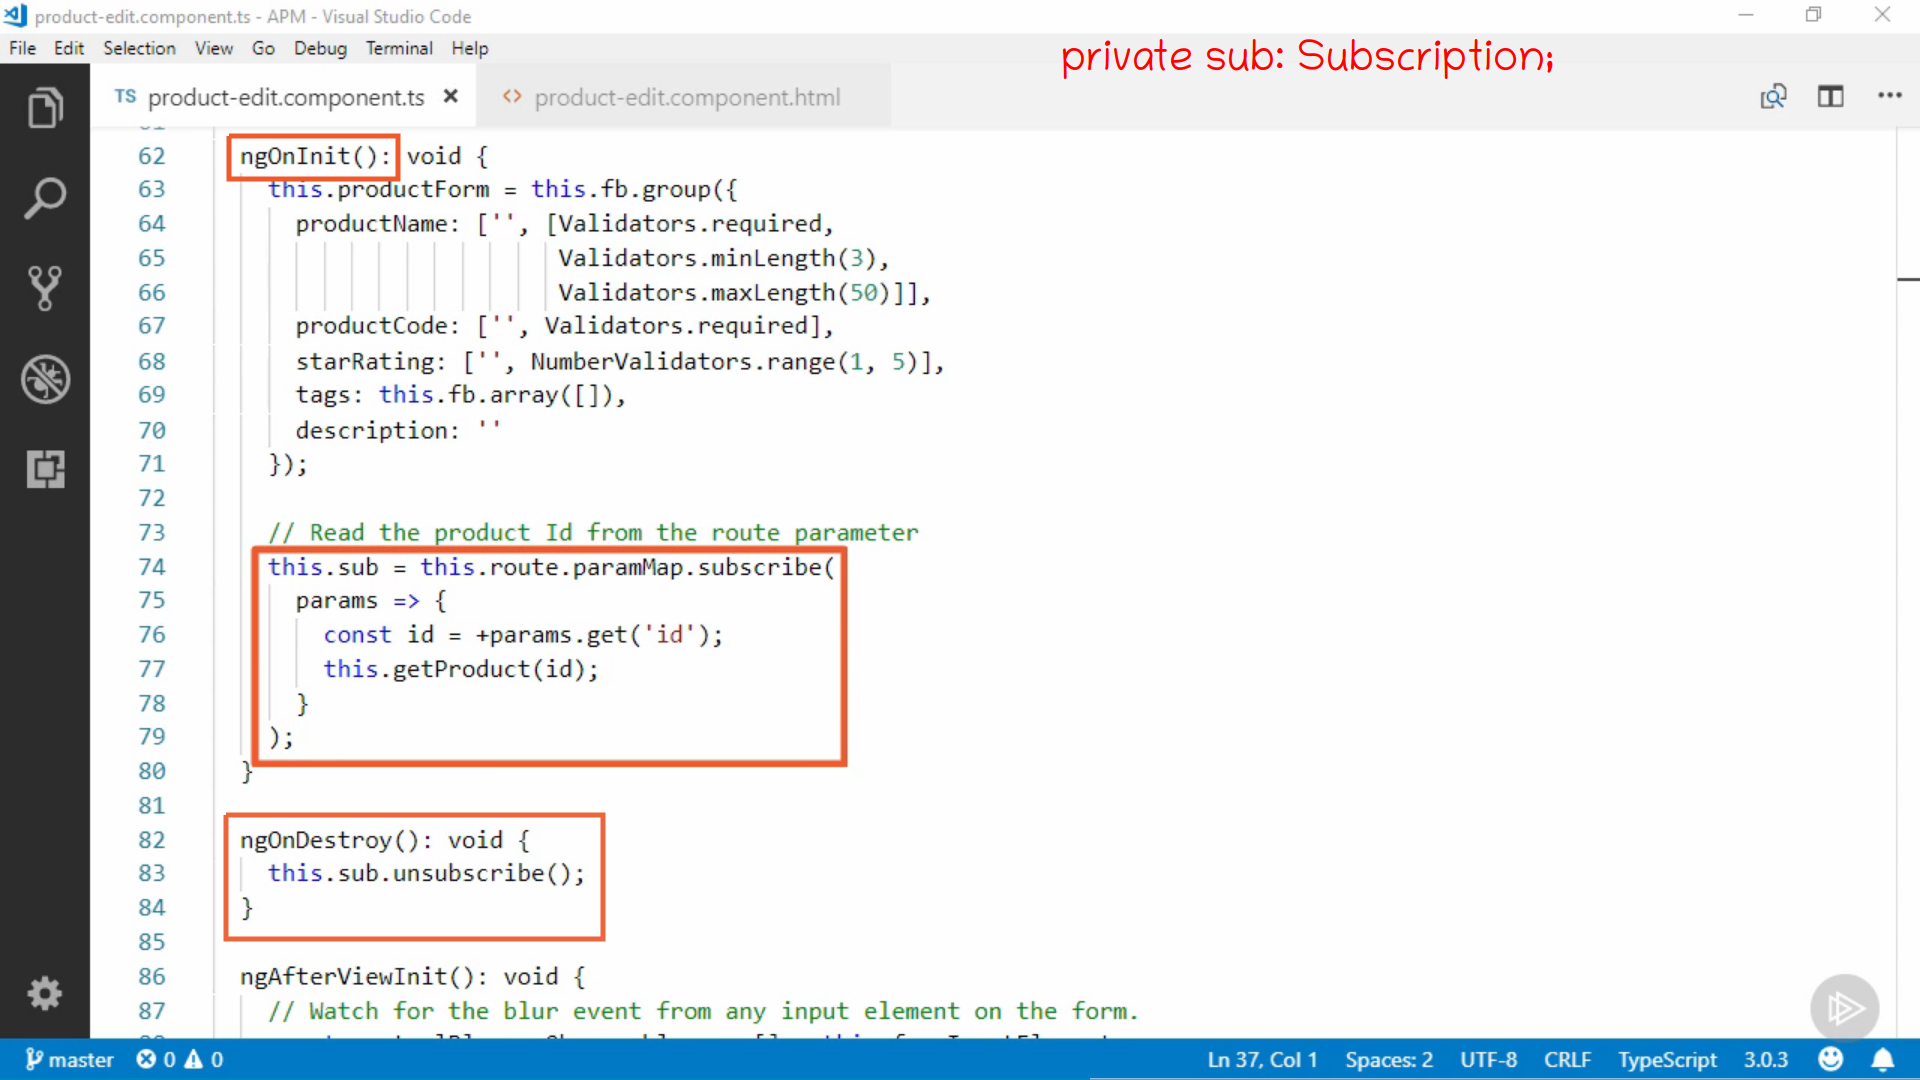 product-edit.component.ts - APM - Visual Studio Code
File Edit Selection View Go Debug Terminal Help
private sub: Subscription;
TS product-edit.component.ts × <> product-edit.component.html
62 ngOnInit(): void {
63 this.productForm = this.fb.group({
64 productName: ['', [Validators.required,
65 Validators.minLength(3),
66 Validators.maxLength(50)]],
67 productCode: ['', Validators.required],
68 starRating: ['', NumberValidators.range(1, 5)],
69 tags: this.fb.array([]),
70 description: ''
71 });
72
73 // Read the product Id from the route parameter
74 this.sub = this.route.paramMap.subscribe(
75 params => {
76 const id = +params.get('id');
77 this.getProduct(id);
78 }
79 );
80 }
81
82 ngOnDestroy(): void {
83 this.sub.unsubscribe();
84 }
85
86 ngAfterViewInit(): void {
87 // Watch for the blur event from any input element on the form.
master 0 0 Ln 37, Col 1 Spaces: 2 UTF-8 CRLF TypeScript 3.0.3